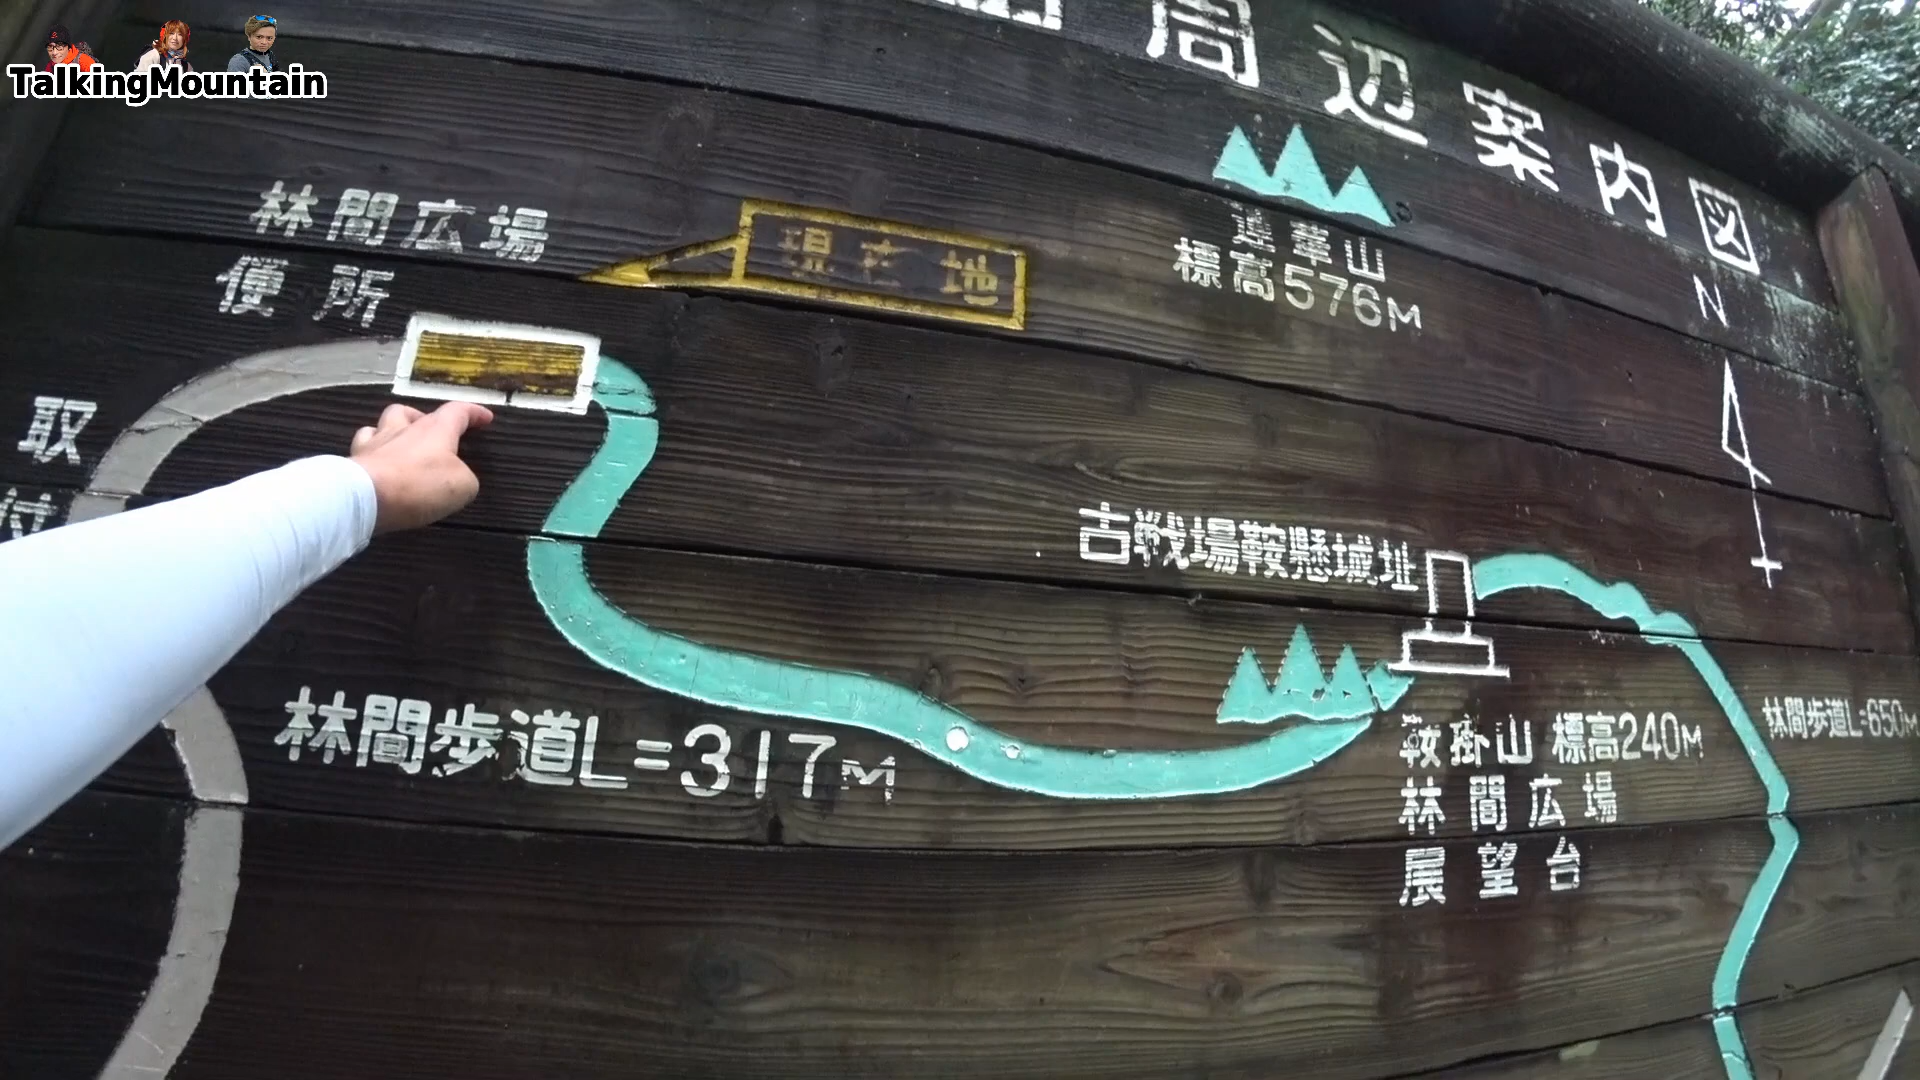 TalkingMountain
周辺案内図
蓮華山
標高576M
N
林間広場
便所
現在地
取
付
古戦場鞍懸城址
林間歩道L=317M
林間歩道L=650M
鞍掛山 標高240M
林間広場
展望台